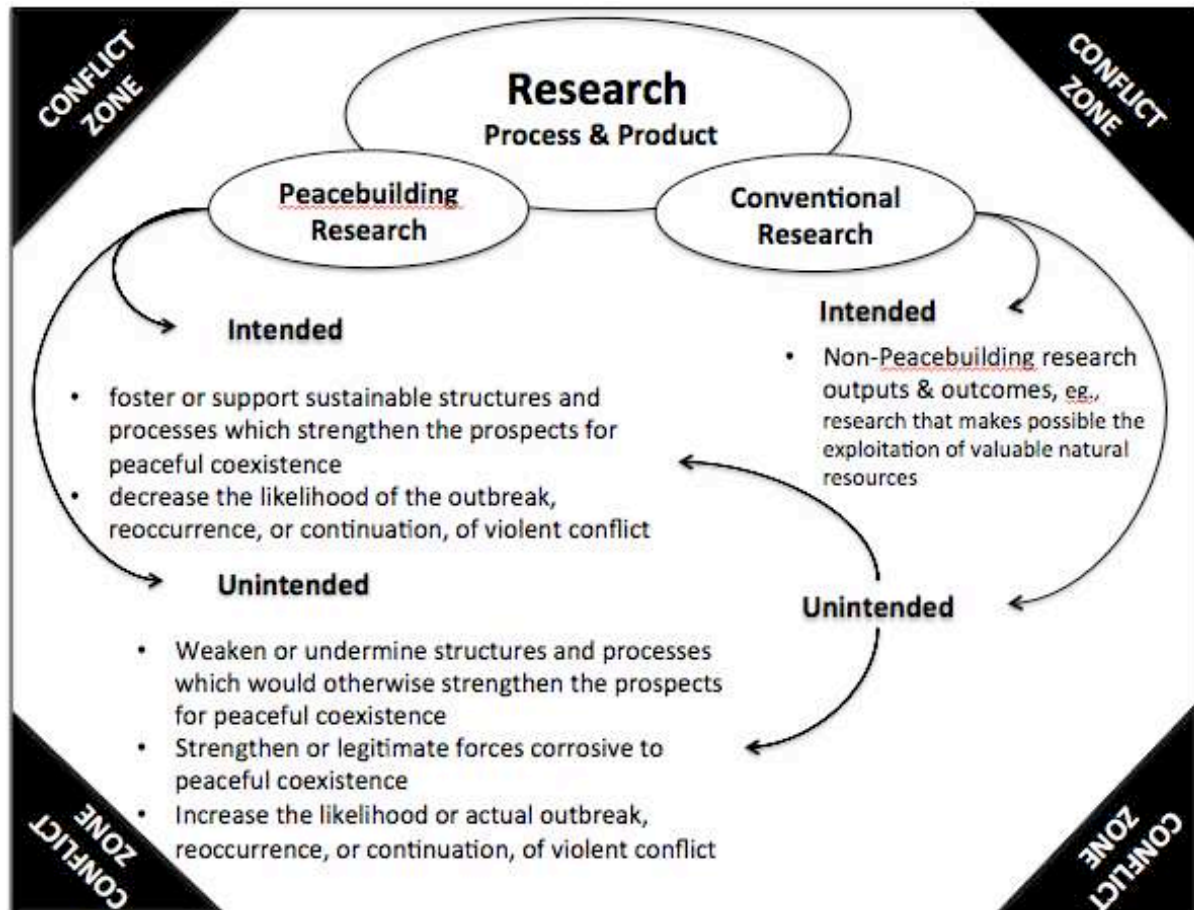 CONFLICT
ZONE
CONFLICT
ZONE
Research
Process & Product
Peacebuilding
Research
Conventional
Research
Intended
• foster or support sustainable structures and
processes which strengthen the prospects for
peaceful coexistence
• decrease the likelihood of the outbreak,
reoccurrence, or continuation, of violent conflict
Intended
• Non-Peacebuilding research
outputs & outcomes, eg.,
research that makes possible the
exploitation of valuable natural
resources
Unintended
• Weaken or undermine structures and processes
which would otherwise strengthen the prospects
for peaceful coexistence
• Strengthen or legitimate forces corrosive to
peaceful coexistence
• Increase the likelihood or actual outbreak,
reoccurrence, or continuation, of violent conflict
Unintended
CONFLICT
ZONE
CONFLICT
ZONE